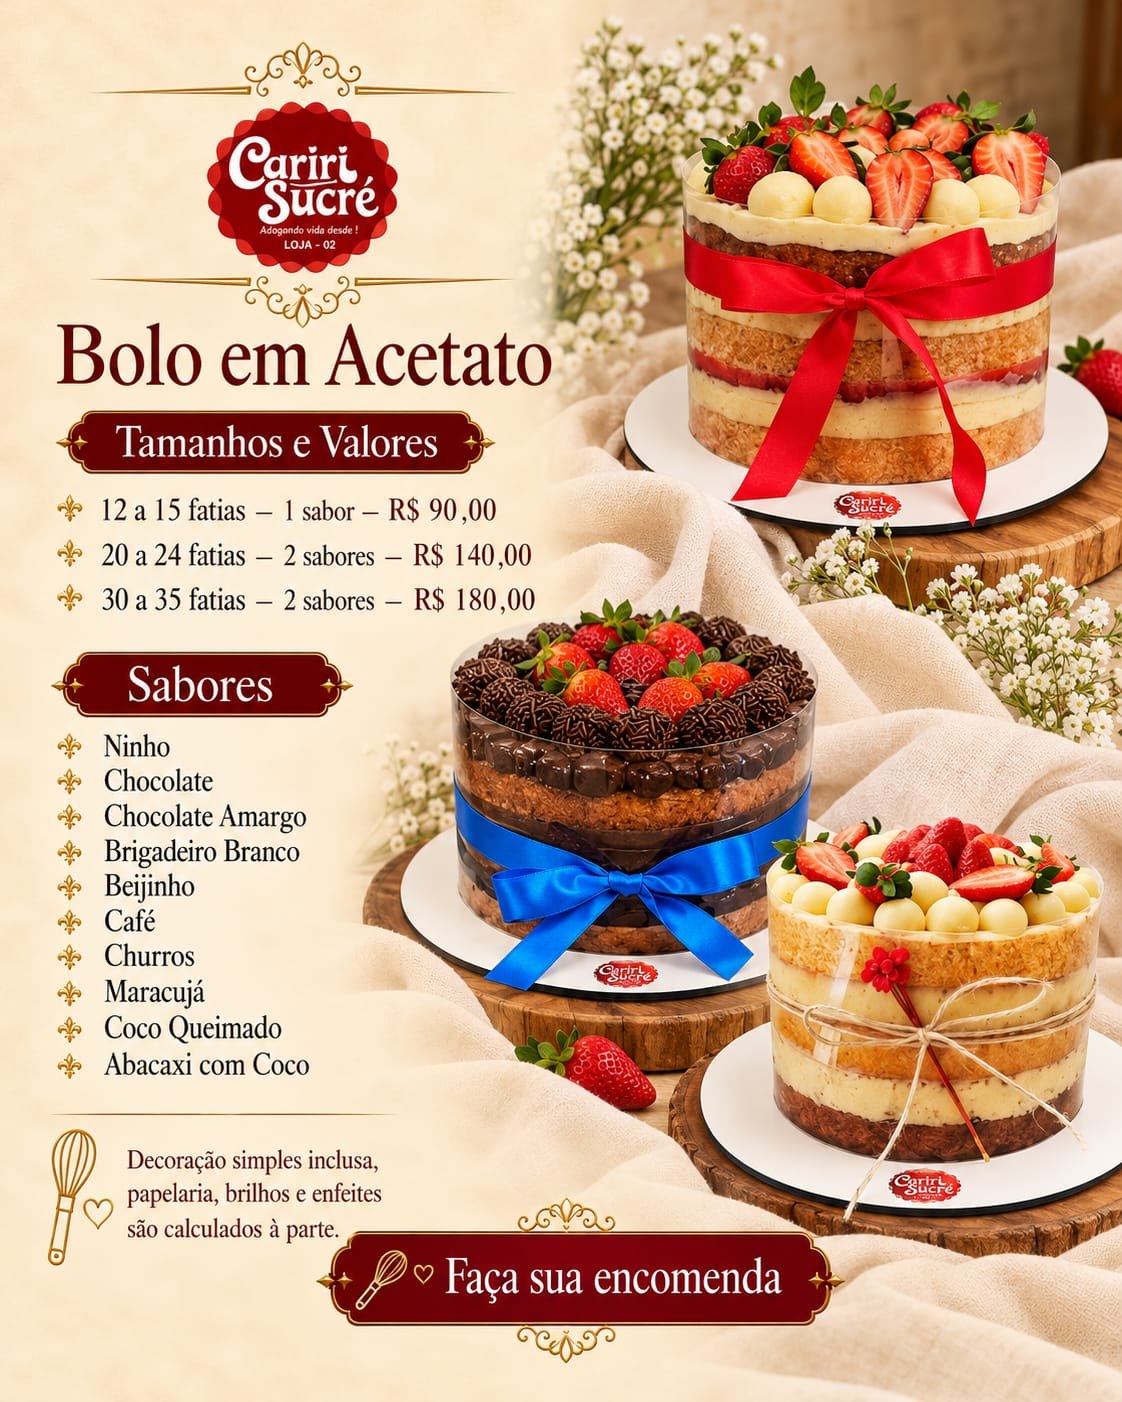 Cariri
Sucré
Adogando vida desde !
LOJA - 02
Bolo em Acetato
Tamanhos e Valores
12 a 15 fatias – 1 sabor – R$ 90,00
20 a 24 fatias – 2 sabores – R$ 140,00
30 a 35 fatias – 2 sabores – R$ 180,00
Sabores
Ninho
Chocolate
Chocolate Amargo
Brigadeiro Branco
Beijinho
Café
Churros
Maracujá
Coco Queimado
Abacaxi com Coco
Decoração simples inclusa,
papelaria, brilhos e enfeites
são calculados à parte.
Faça sua encomenda
Cariri
Sucré
Cariri
Sucré
Cariri
Sucré